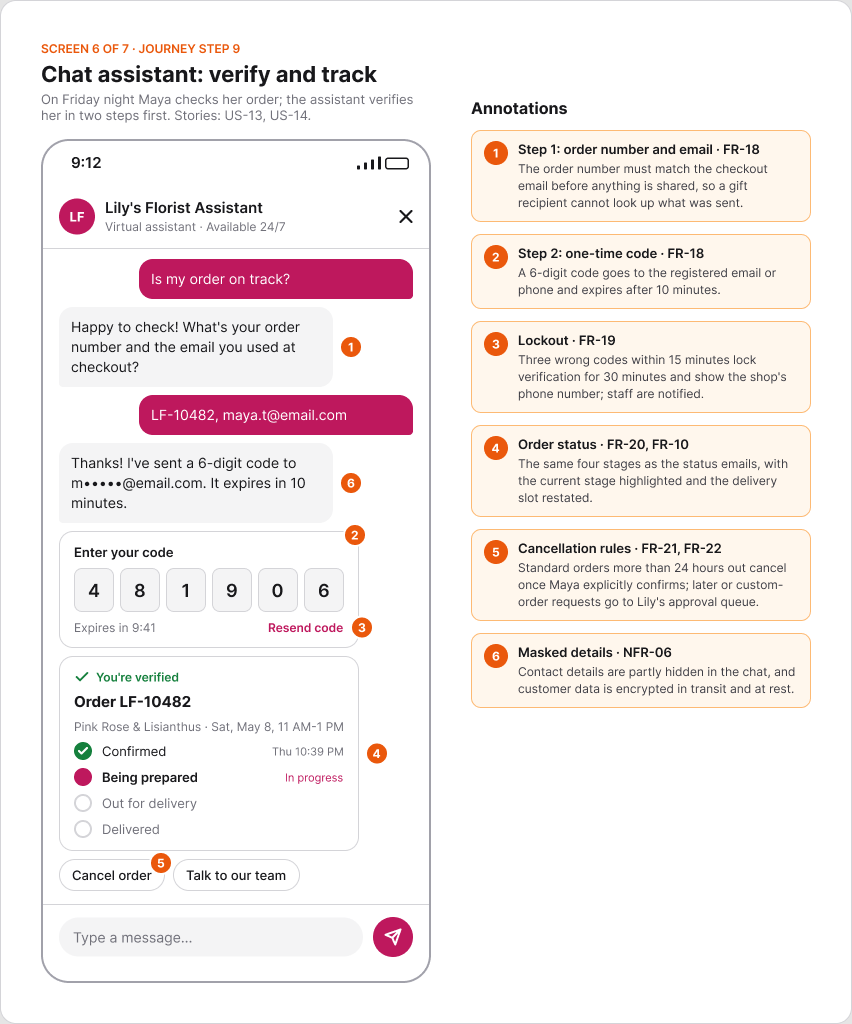 SCREEN 6 OF 7 · JOURNEY STEP 9
Chat assistant: verify and track
On Friday night Maya checks her order; the assistant verifies
her in two steps first. Stories: US-13, US-14.
9:12
LF
Lily's Florist Assistant
Virtual assistant · Available 24/7
Is my order on track?
Happy to check! What's your order
number and the email you used at
checkout?
1
LF-10482, maya.t@email.com
Thanks! I've sent a 6-digit code to
m•••••@email.com. It expires in 10
minutes.
6
2
Enter your code
4 8 1 9 0 6
Expires in 9:41
Resend code
3
You're verified
Order LF-10482
Pink Rose & Lisianthus · Sat, May 8, 11 AM-1 PM
Confirmed
Thu 10:39 PM
4
Being prepared
In progress
Out for delivery
Delivered
5
Cancel order
Talk to our team
Type a message...
Annotations
1
Step 1: order number and email · FR-18
The order number must match the checkout
email before anything is shared, so a gift
recipient cannot look up what was sent.
2
Step 2: one-time code · FR-18
A 6-digit code goes to the registered email or
phone and expires after 10 minutes.
3
Lockout · FR-19
Three wrong codes within 15 minutes lock
verification for 30 minutes and show the shop's
phone number; staff are notified.
4
Order status · FR-20, FR-10
The same four stages as the status emails, with
the current stage highlighted and the delivery
slot restated.
5
Cancellation rules · FR-21, FR-22
Standard orders more than 24 hours out cancel
once Maya explicitly confirms; later or custom-
order requests go to Lily's approval queue.
6
Masked details · NFR-06
Contact details are partly hidden in the chat, and
customer data is encrypted in transit and at rest.